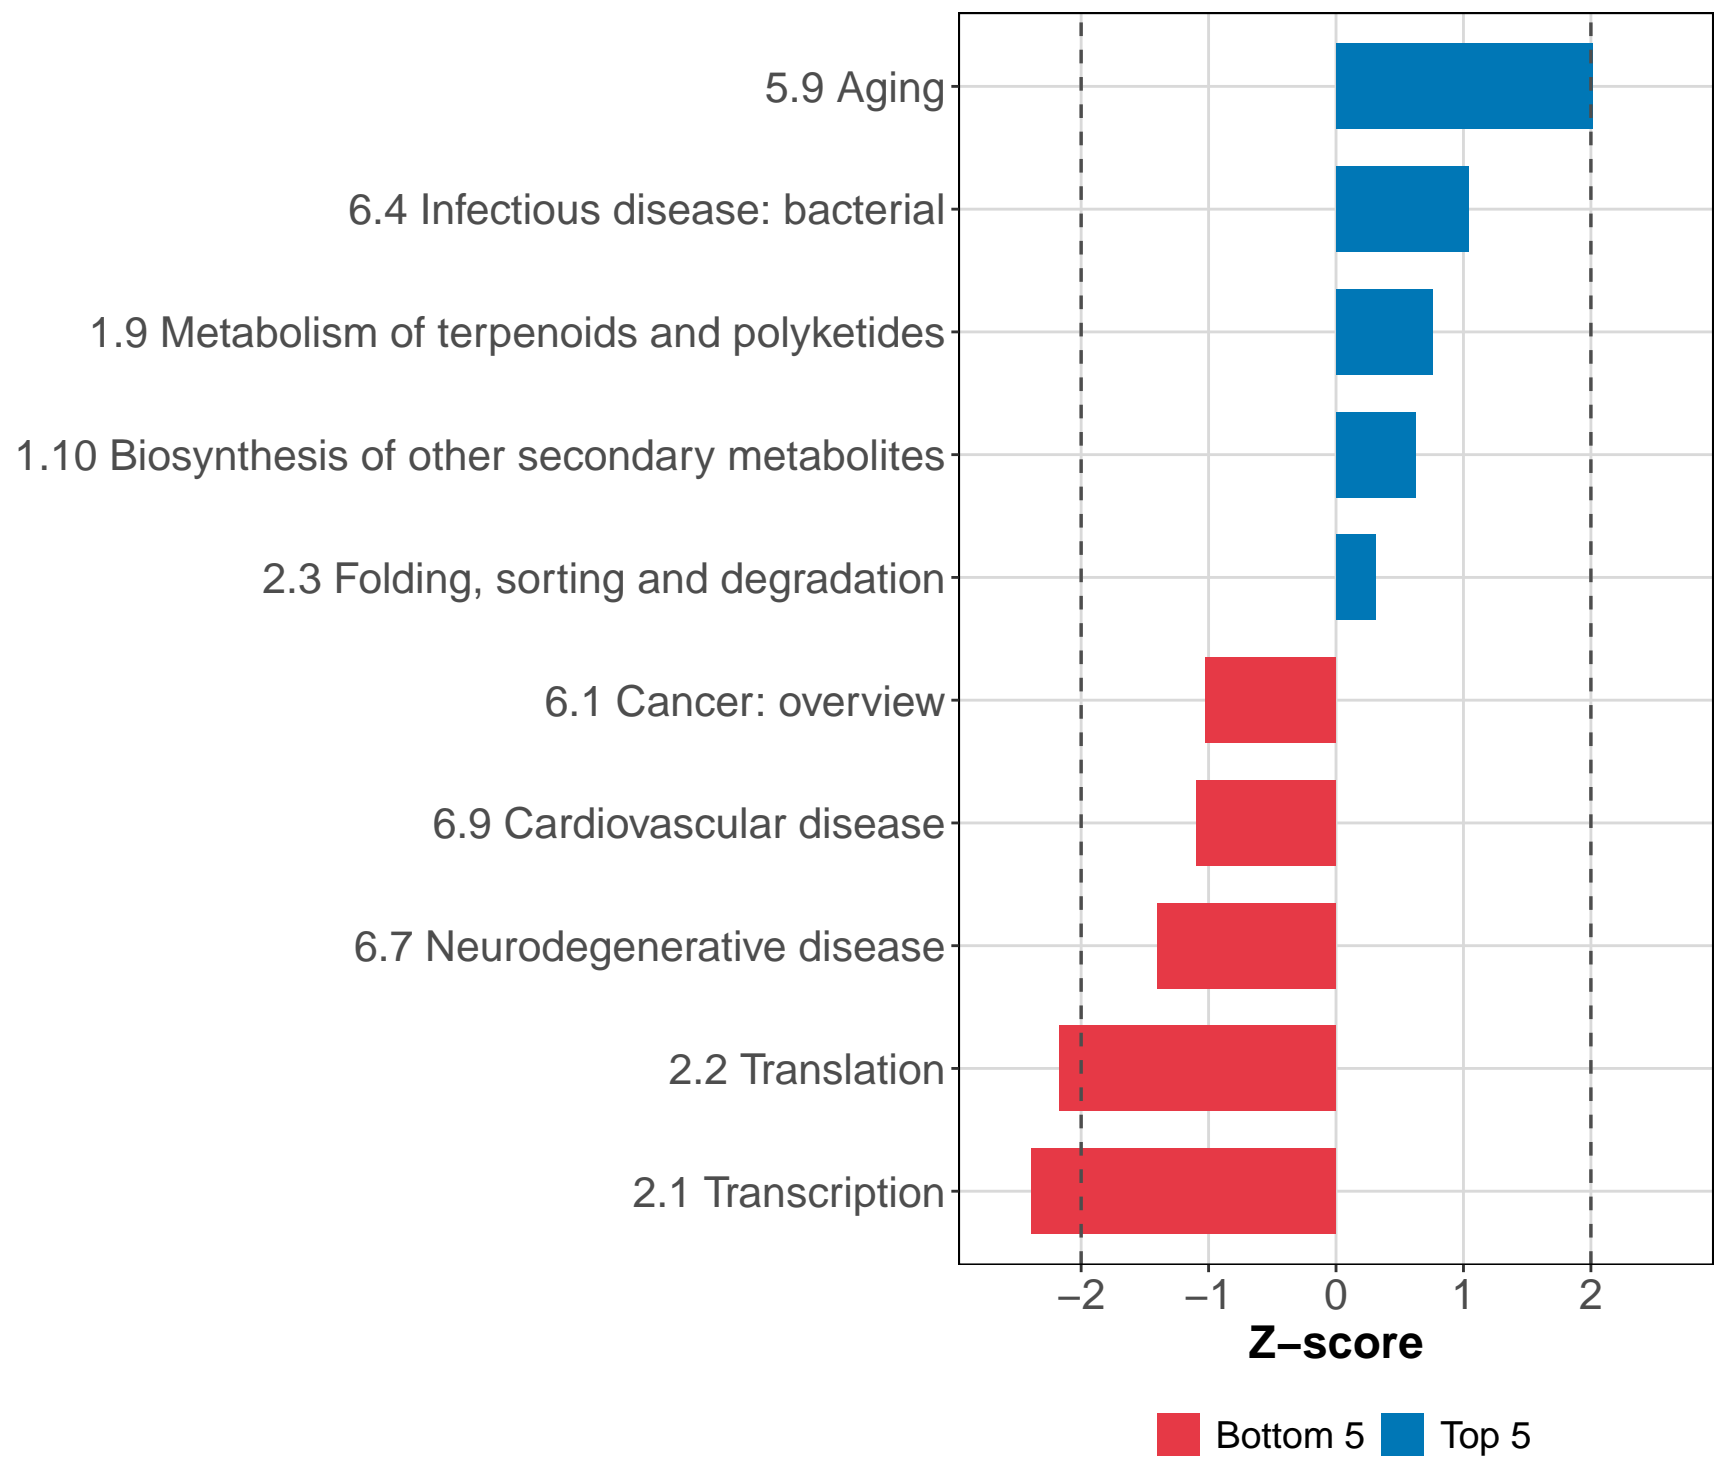 5.9 Aging
6.4 Infectious disease: bacterial
1.9 Metabolism of terpenoids and polyketides
1.10 Biosynthesis of other secondary metabolites
2.3 Folding, sorting and degradation
6.1 Cancer: overview
6.9 Cardiovascular disease
6.7 Neurodegenerative disease
2.2 Translation
2.1 Transcription
−2 −1 0 1 2
Z−score
Bottom 5 Top 5